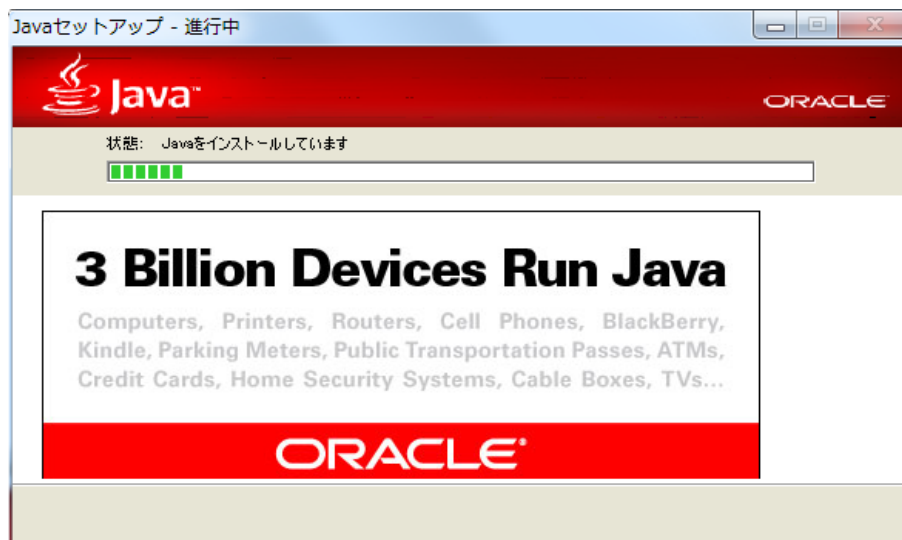 Javaセットアップ - 進行中
Java™
ORACLE
状態: Javaをインストールしています
3 Billion Devices Run Java
Computers, Printers, Routers, Cell Phones, BlackBerry,
Kindle, Parking Meters, Public Transportation Passes, ATMs,
Credit Cards, Home Security Systems, Cable Boxes, TVs...
ORACLE®